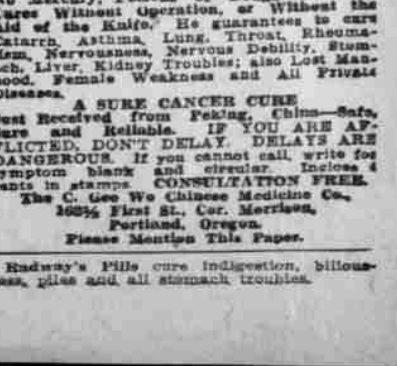 Cures Without Operation, or Without the
Aid of the Knife. He guarantees to cure
Catarrh, Asthma, Lung, Throat, Rheuma-
tism, Nervousness, Nervous Debility, Stom-
ach, Liver, Kidney Troubles; also Lost Man-
hood, Female Weakness and All Private
Diseases.
A SURE CANCER CURE
Just Received from Peking, China—Safe,
Sure and Reliable. IF YOU ARE AF-
FLICTED, DON'T DELAY. DELAYS ARE
DANGEROUS. If you cannot call, write for
symptom blank and circular. Inclose 4
cents in stamps. CONSULTATION FREE.
The C. Gee Wo Chinese Medicine Co.,
162½ First St., Cor. Morrison,
Portland, Oregon.
Please Mention This Paper.
Radway's Pills cure indigestion, bilious-
ness, piles and all stomach troubles.